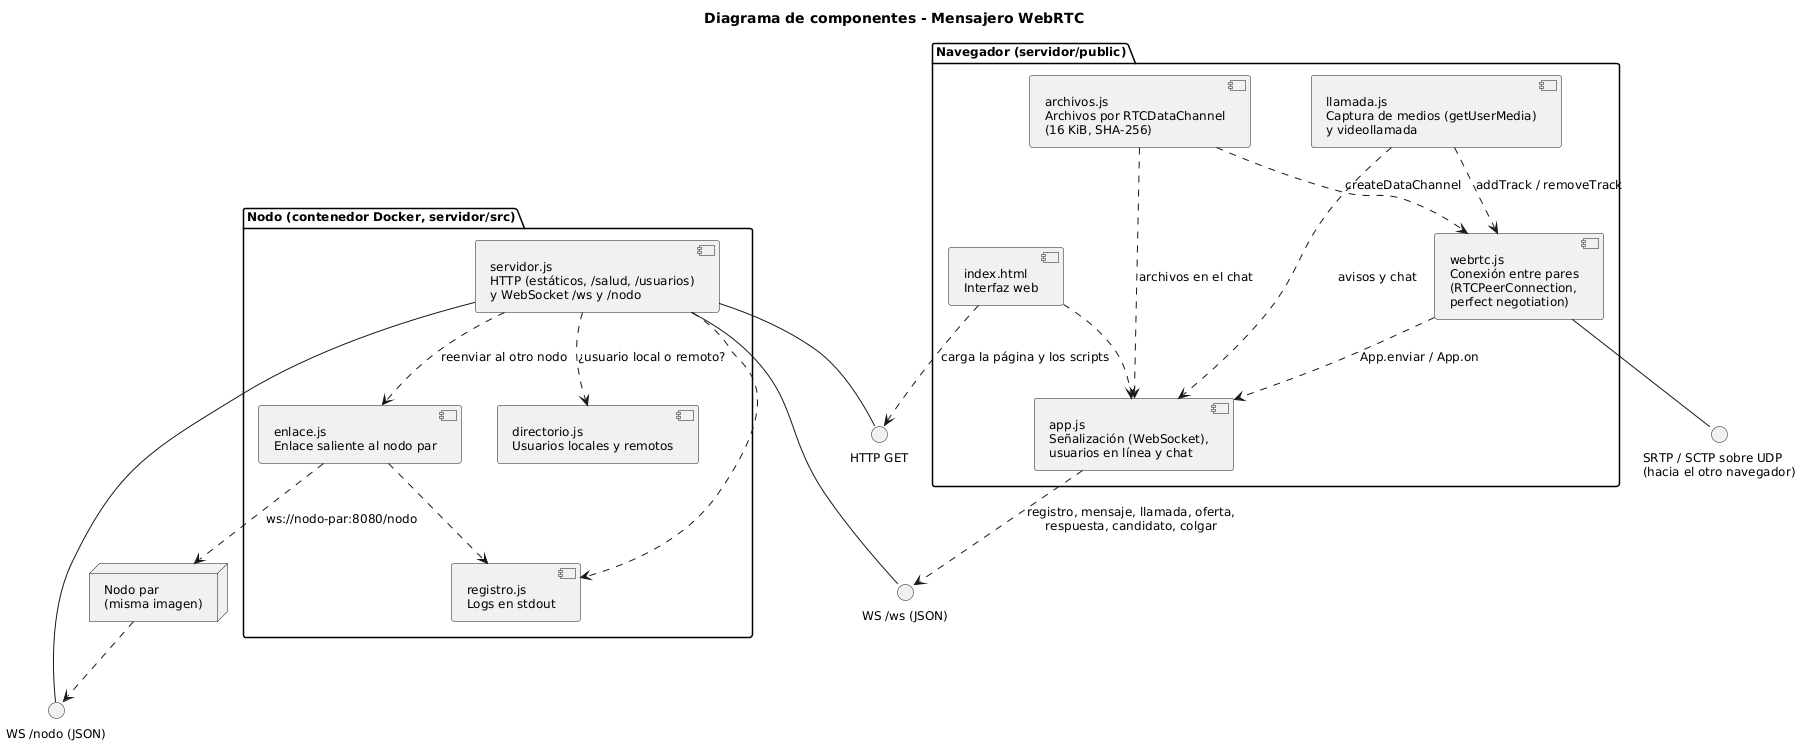 Diagrama de componentes - Mensajero WebRTC
Navegador (servidor/public)
archivos.js
Archivos por RTCDataChannel
(16 KiB, SHA-256)
llamada.js
Captura de medios (getUserMedia)
y videollamada
createDataChannel
addTrack / removeTrack
Nodo (contenedor Docker, servidor/src)
servidor.js
HTTP (estáticos, /salud, /usuarios)
y WebSocket /ws y /nodo
index.html
Interfaz web
archivos en el chat
avisos y chat
webrtc.js
Conexión entre pares
(RTCPeerConnection,
perfect negotiation)
reenviar al otro nodo
¿usuario local o remoto?
carga la página y los scripts
App.enviar / App.on
enlace.js
Enlace saliente al nodo par
directorio.js
Usuarios locales y remotos
HTTP GET
app.js
Señalización (WebSocket),
usuarios en línea y chat
SRTP / SCTP sobre UDP
(hacia el otro navegador)
ws://nodo-par:8080/nodo
registro, mensaje, llamada, oferta,
respuesta, candidato, colgar
Nodo par
(misma imagen)
registro.js
Logs en stdout
WS /ws (JSON)
WS /nodo (JSON)